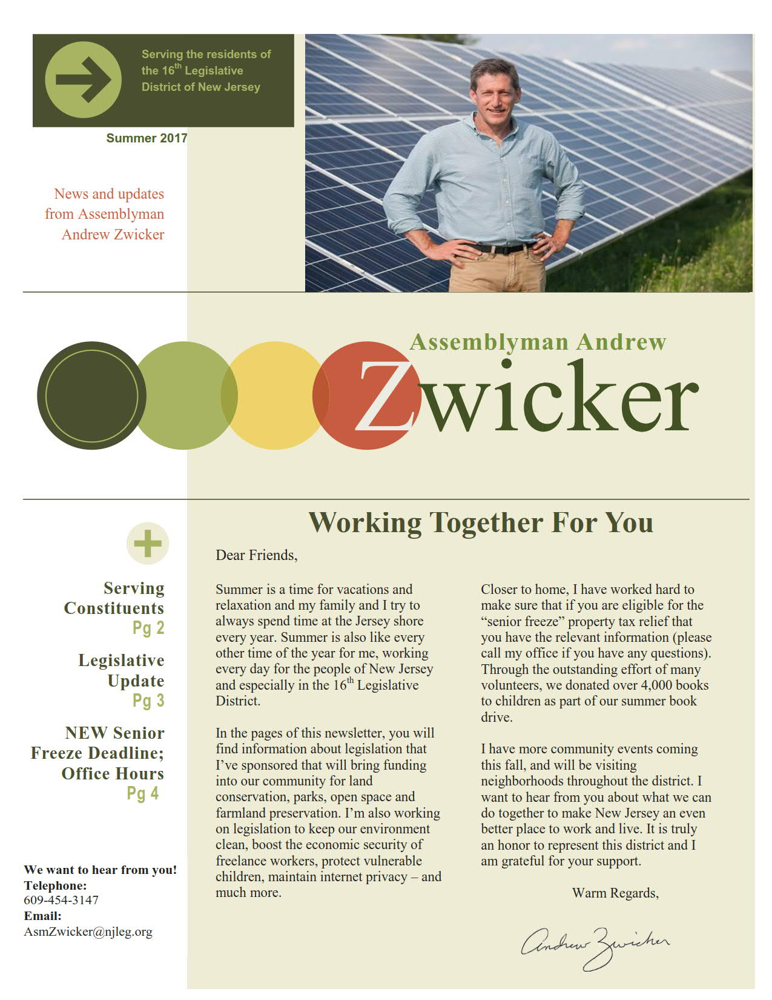 Serving the residents of
the 16th Legislative
District of New Jersey
Summer 2017
News and updates
from Assemblyman
Andrew Zwicker
Assemblyman Andrew
Zwicker
Serving
Constituents
Pg 2
Legislative
Update
Pg 3
NEW Senior
Freeze Deadline;
Office Hours
Pg 4
We want to hear from you!
Telephone:
609-454-3147
Email:
AsmZwicker@njleg.org
Working Together For You
Dear Friends,
Summer is a time for vacations and
relaxation and my family and I try to
always spend time at the Jersey shore
every year. Summer is also like every
other time of the year for me, working
every day for the people of New Jersey
and especially in the 16th Legislative
District.
In the pages of this newsletter, you will
find information about legislation that
I’ve sponsored that will bring funding
into our community for land
conservation, parks, open space and
farmland preservation. I’m also working
on legislation to keep our environment
clean, boost the economic security of
freelance workers, protect vulnerable
children, maintain internet privacy – and
much more.
Closer to home, I have worked hard to
make sure that if you are eligible for the
“senior freeze” property tax relief that
you have the relevant information (please
call my office if you have any questions).
Through the outstanding effort of many
volunteers, we donated over 4,000 books
to children as part of our summer book
drive.
I have more community events coming
this fall, and will be visiting
neighborhoods throughout the district. I
want to hear from you about what we can
do together to make New Jersey an even
better place to work and live. It is truly
an honor to represent this district and I
am grateful for your support.
Warm Regards,
Andrew Zwicker